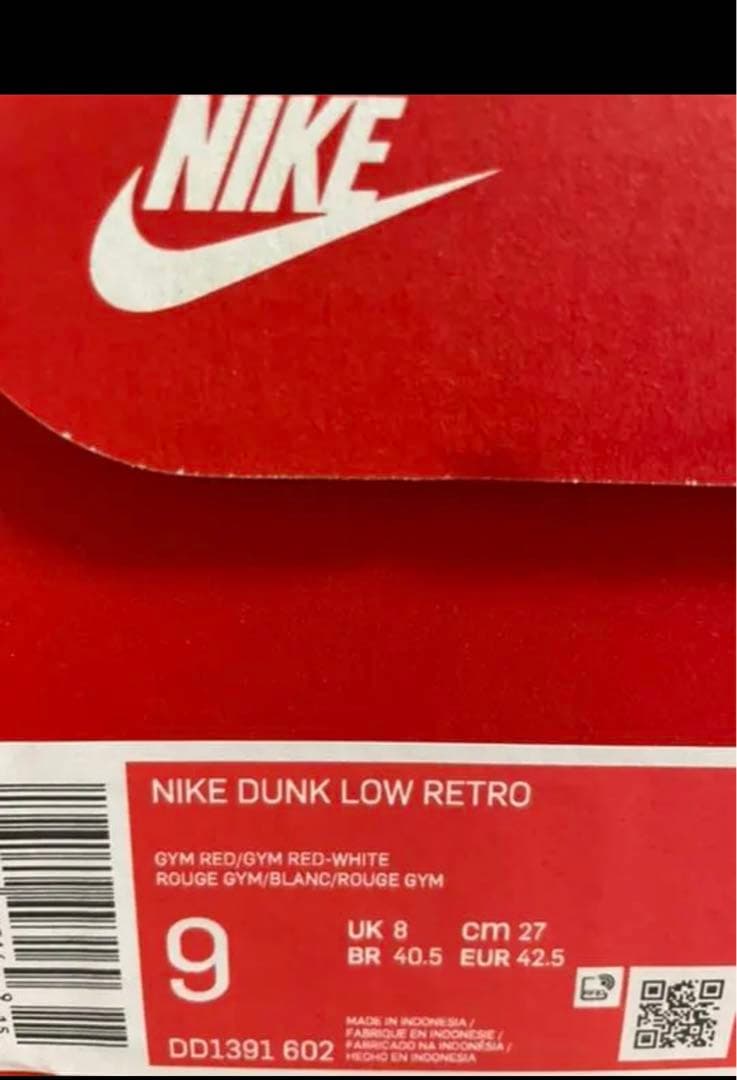 NIKE
NIKE DUNK LOW RETRO
GYM RED/GYM RED-WHITE
ROUGE GYM/BLANC/ROUGE GYM
9
UK 8 cm 27
BR 40.5 EUR 42.5
DD1391 602
MADE IN INDONESIA /
FABRIQUE EN INDONESIE /
FABRICADO NA INDONÉSIA /
HECHO EN INDONESIA